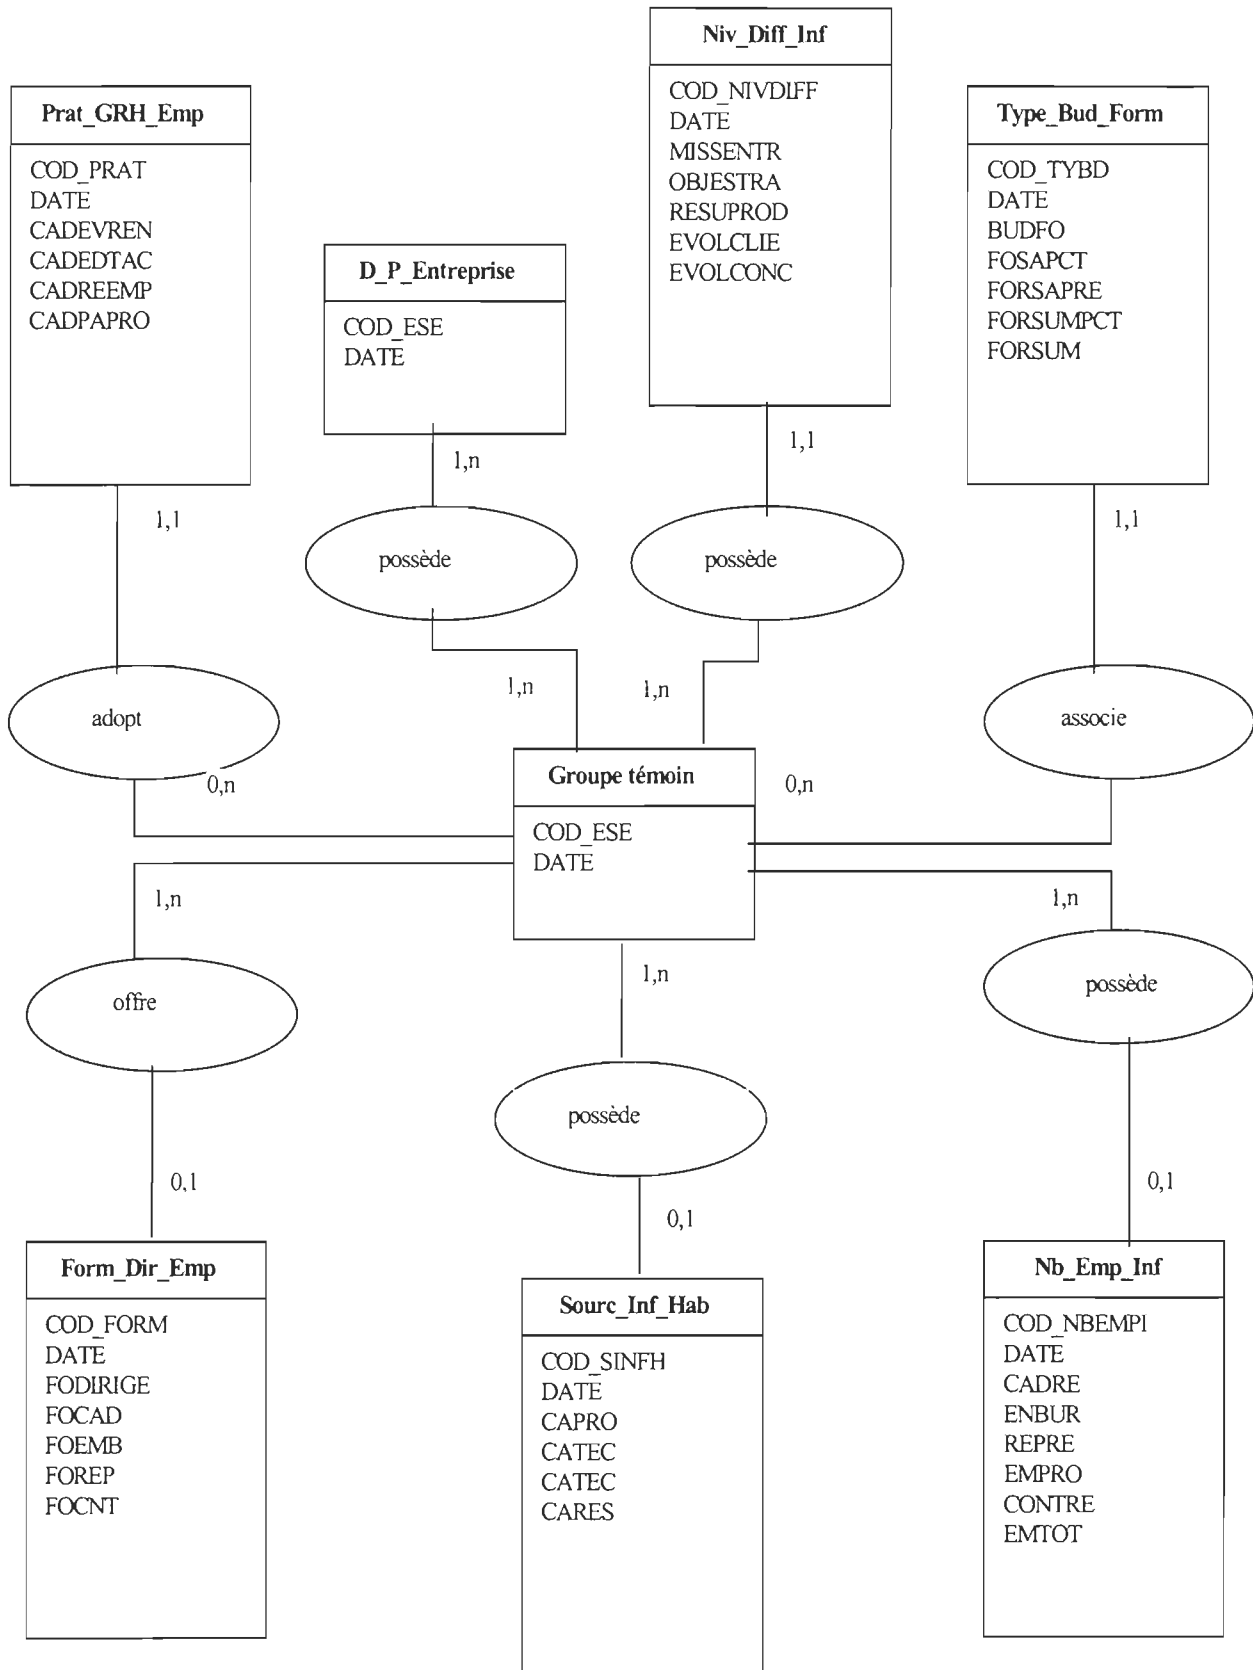 Niv_Diff_Inf
COD_NIVDIFF
DATE
MISSENTR
OBJESTRA
RESUPROD
EVOLCLIE
EVOLCONC
Prat_GRH_Emp
COD_PRAT
DATE
CADEVREN
CADEDTAC
CADREEMP
CADPAPRO
Type_Bud_Form
COD_TYBD
DATE
BUDFO
FOSAPCT
FORSAPRE
FORSUMPCT
FORSUM
D_P_Entreprise
COD_ESE
DATE
1,n
1,1
1,1
1,1
possède
possède
1,n
1,n
adopt
associe
0,n
Groupe témoin
0,n
COD_ESE
DATE
1,n
1,n
1,n
offre
possède
possède
0,1
0,1
0,1
Form_Dir_Emp
COD_FORM
DATE
FODIRIGE
FOCAD
FOEMB
FOREP
FOCNT
Sourc_Inf_Hab
COD_SINFH
DATE
CAPRO
CATEC
CATEC
CARES
Nb_Emp_Inf
COD_NBEMPI
DATE
CADRE
ENBUR
REPRE
EMPRO
CONTRE
EMTOT